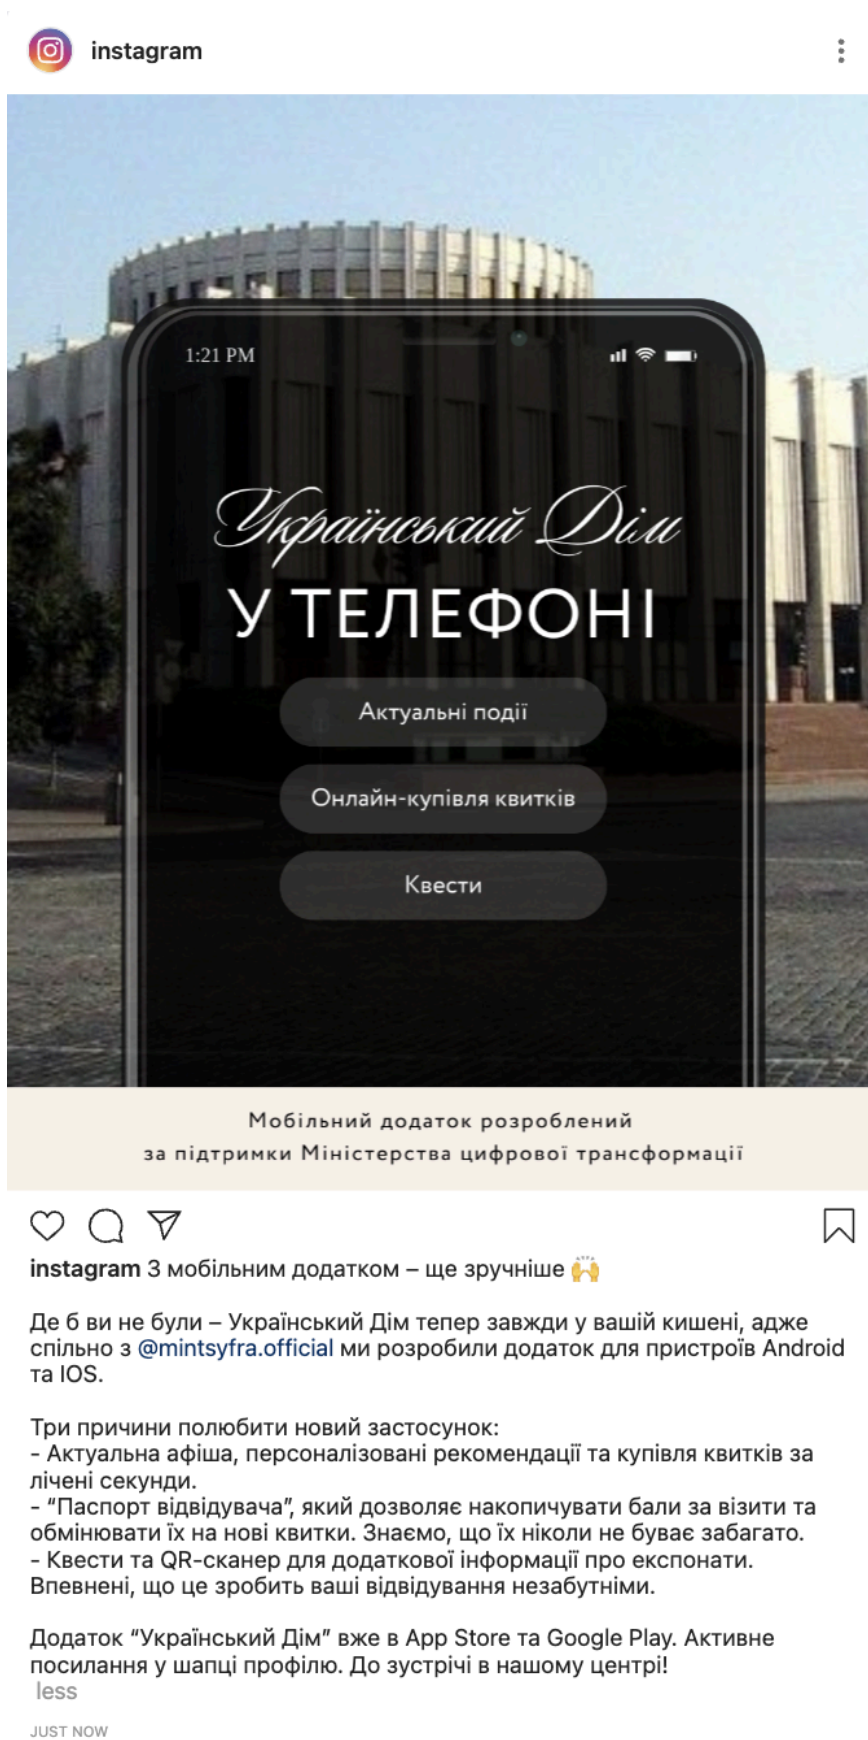 instagram
1:21 PM
Український Дім
У ТЕЛЕФОНІ
Актуальні події
Онлайн-купівля квитків
Квести
Мобільний додаток розроблений
за підтримки Міністерства цифрової трансформації
instagram З мобільним додатком – ще зручніше 🙌
Де б ви не були – Український Дім тепер завжди у вашій кишені, адже
спільно з @mintsyfra.official ми розробили додаток для пристроїв Android
та IOS.
Три причини полюбити новий застосунок:
- Актуальна афіша, персоналізовані рекомендації та купівля квитків за
лічені секунди.
- “Паспорт відвідувача”, який дозволяє накопичувати бали за візити та
обмінювати їх на нові квитки. Знаємо, що їх ніколи не буває забагато.
- Квести та QR-сканер для додаткової інформації про експонати.
Впевнені, що це зробить ваші відвідування незабутніми.
Додаток “Український Дім” вже в App Store та Google Play. Активне
посилання у шапці профілю. До зустрічі в нашому центрі!
less
JUST NOW